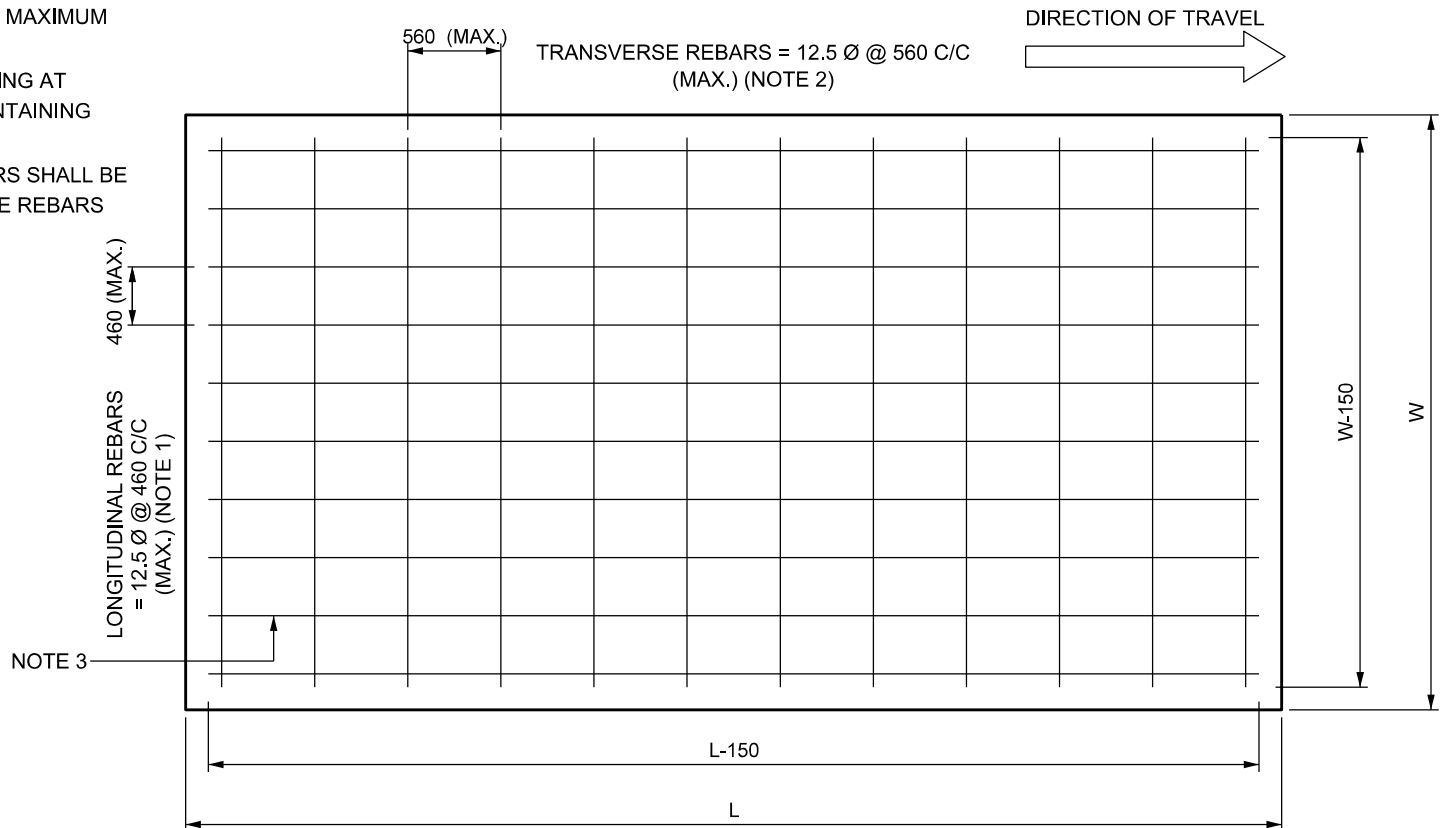 MAXIMUM
ING AT
NTAINING
RS SHALL BE
E REBARS
560 (MAX.)
TRANSVERSE REBARS = 12.5 Ø @ 560 C/C
(MAX.) (NOTE 2)
DIRECTION OF TRAVEL
460 (MAX.)
LONGITUDINAL REBARS
= 12.5 Ø @ 460 C/C
(MAX.) (NOTE 1)
NOTE 3
W-150
W
L-150
L